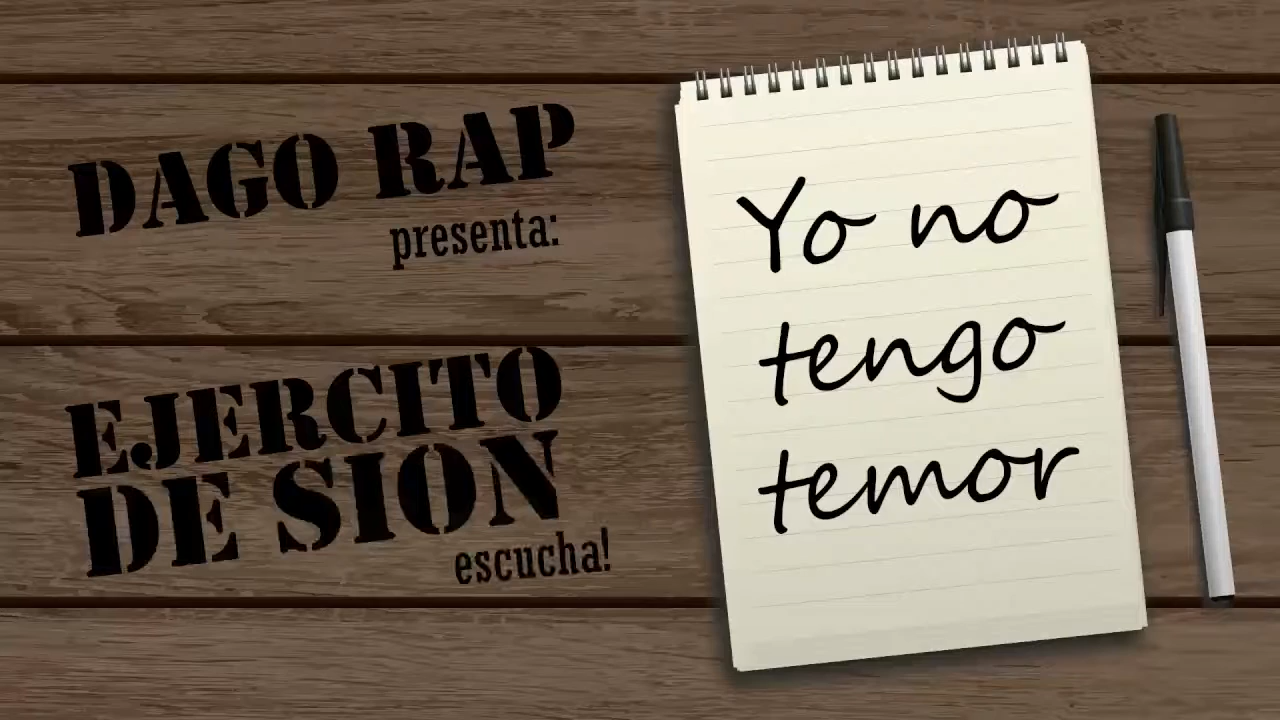 DAGO RAP
presenta:
EJERCITO
DE SION
escucha!
Yo no
tengo
temor